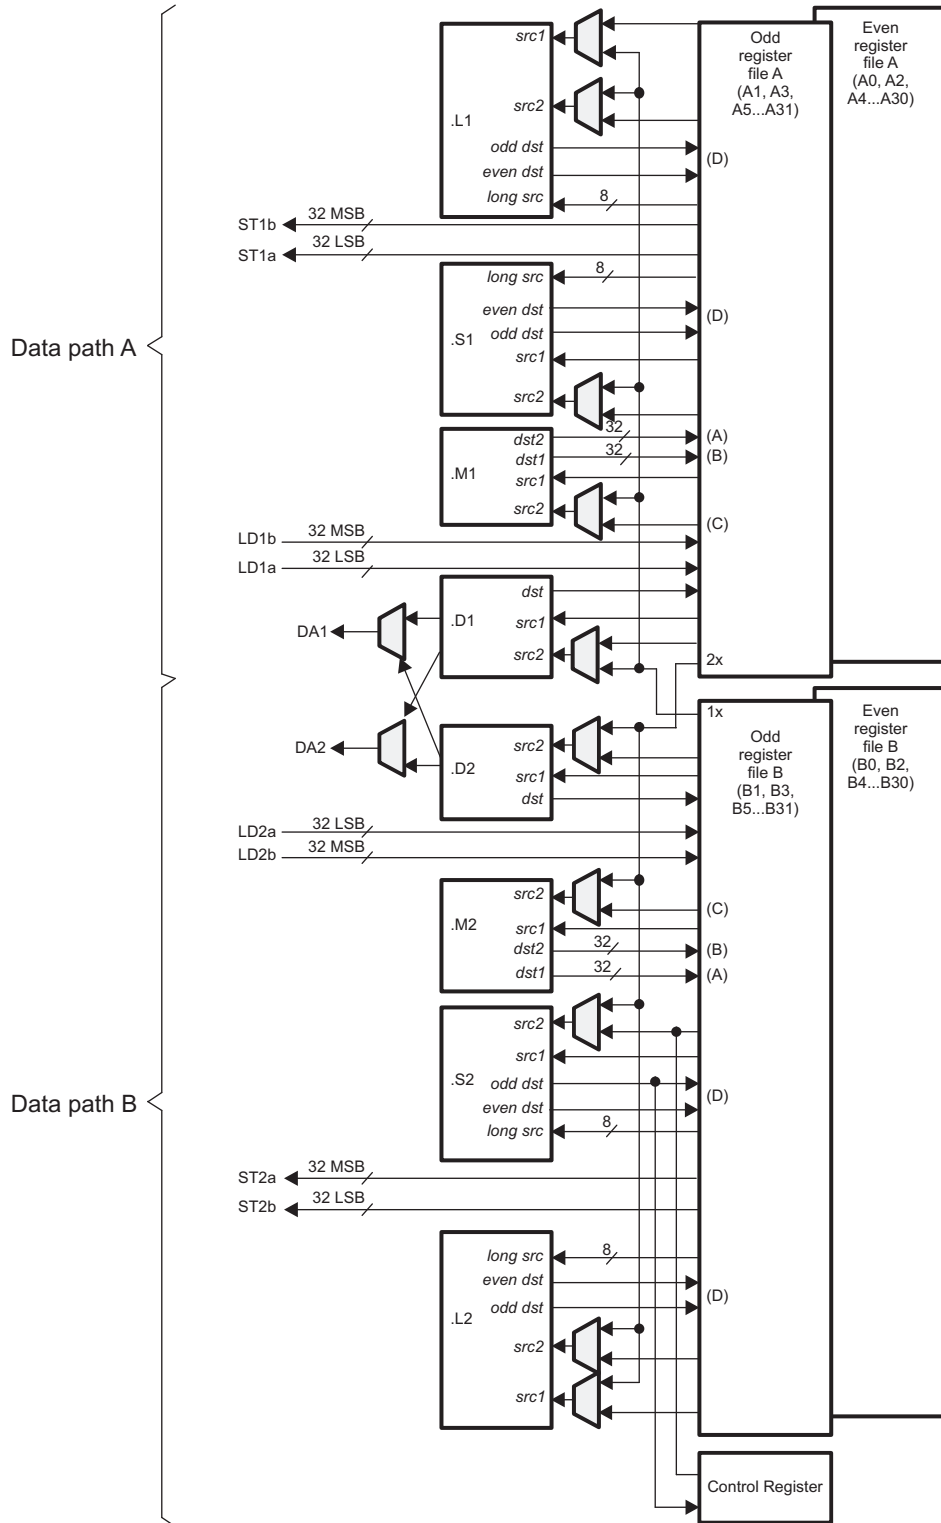 src1
Odd
register
file A
(A1, A3,
A5...A31)
Even
register
file A
(A0, A2,
A4...A30)
src2
.L1
odd dst
(D)
even dst
long src
8
ST1b
32 MSB
ST1a
32 LSB
long src
8
even dst
(D)
odd dst
.S1
src1
Data path A
src2
dst2
32
(A)
dst1
32
(B)
.M1
src1
src2
(C)
LD1b
32 MSB
LD1a
32 LSB
dst
.D1
src1
DA1
src2
2x
1x
Odd
register
file B
(B1, B3,
B5...B31)
Even
register
file B
(B0, B2,
B4...B30)
DA2
src2
.D2
src1
dst
LD2a
32 LSB
LD2b
32 MSB
src2
(C)
.M2
src1
dst2
32
(B)
dst1
32
(A)
src2
src1
.S2
odd dst
(D)
even dst
long src
8
Data path B
ST2a
32 MSB
ST2b
32 LSB
long src
8
even dst
(D)
odd dst
.L2
src2
src1
Control Register